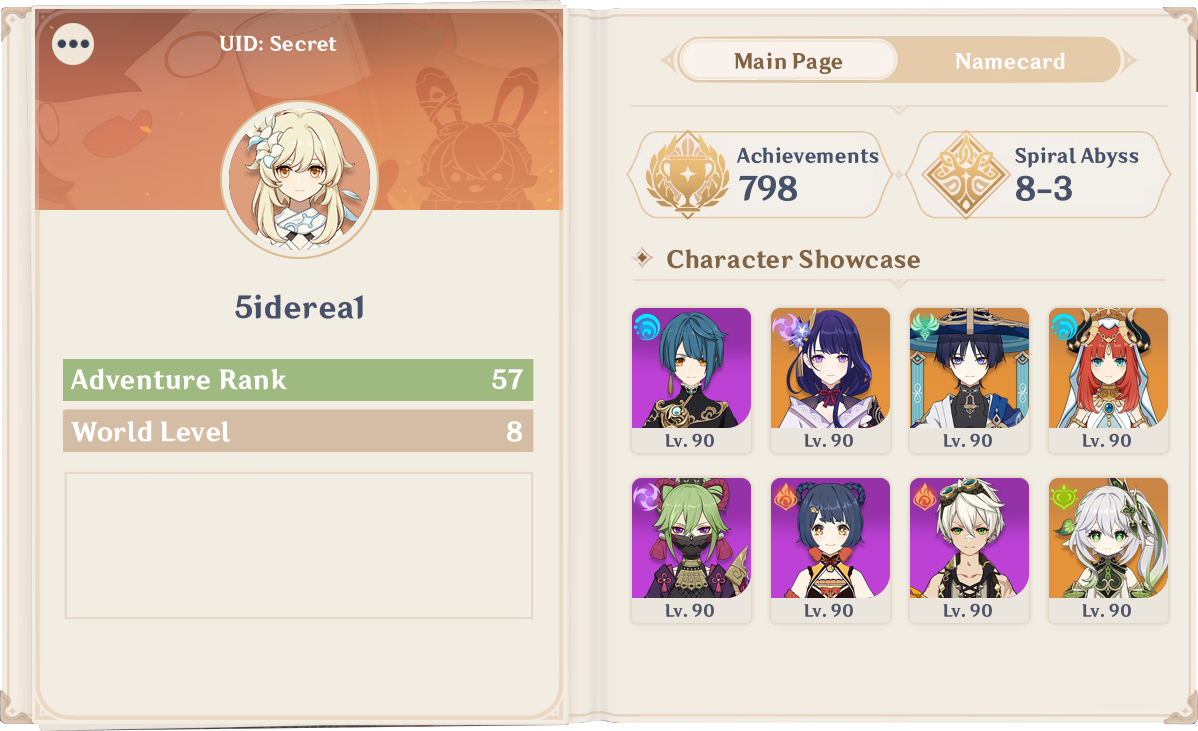 UID: Secret
5iderea1
Adventure Rank 57
World Level 8
Main Page
Namecard
Achievements
798
Spiral Abyss
8-3
Character Showcase
Lv. 90
Lv. 90
Lv. 90
Lv. 90
Lv. 90
Lv. 90
Lv. 90
Lv. 90